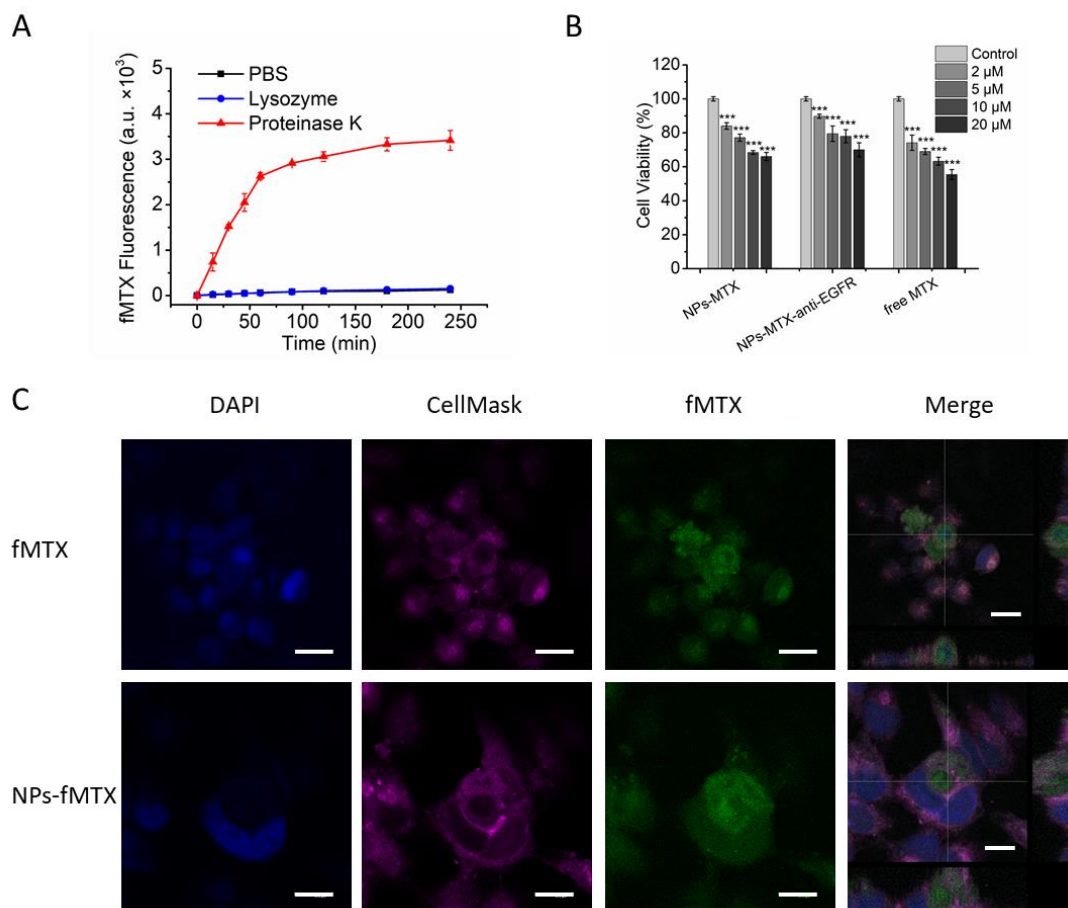 A
fMTX Fluorescence (a.u. ×10³)
5
4
3
2
1
0
PBS
Lysozyme
Proteinase K
0 50 100 150 200 250
Time (min)
B
Cell Viability (%)
120
100
80
60
40
20
0
Control
2 µM
5 µM
10 µM
20 µM
*** *** *** ***
*** *** *** ***
*** *** *** ***
NPs-MTX
NPs-MTX-anti-EGFR
free MTX
C
DAPI CellMask fMTX Merge
fMTX
NPs-fMTX